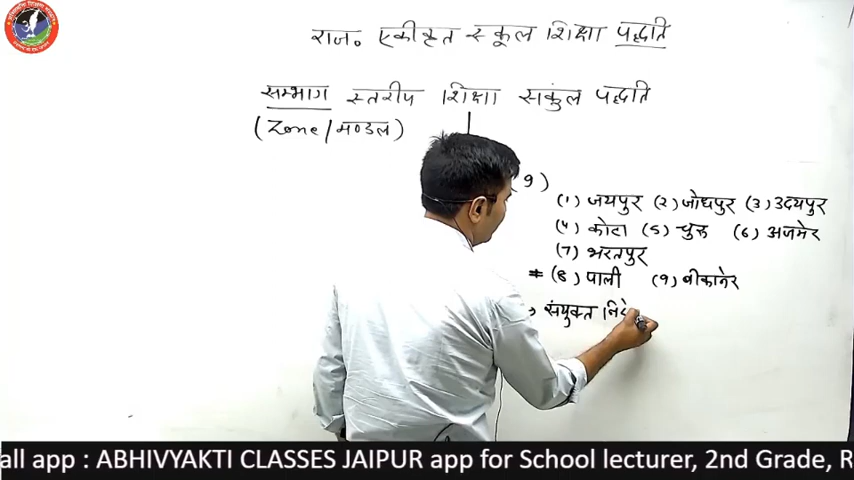 राज. एकीकृत स्कूल शिक्षा पद्धति
सम्भाग स्तरीय शिक्षा संकुल पद्धति
(Zone/मण्डल)
(9)
(1) जयपुर (2) जोधपुर (3) उदयपुर
(4) कोटा (5) चुरू (6) अजमेर
(7) भरतपुर
* (8) पाली (9) बीकानेर
→ संयुक्त निदे
all app : ABHIVYAKTI CLASSES JAIPUR app for School lecturer, 2nd Grade, R